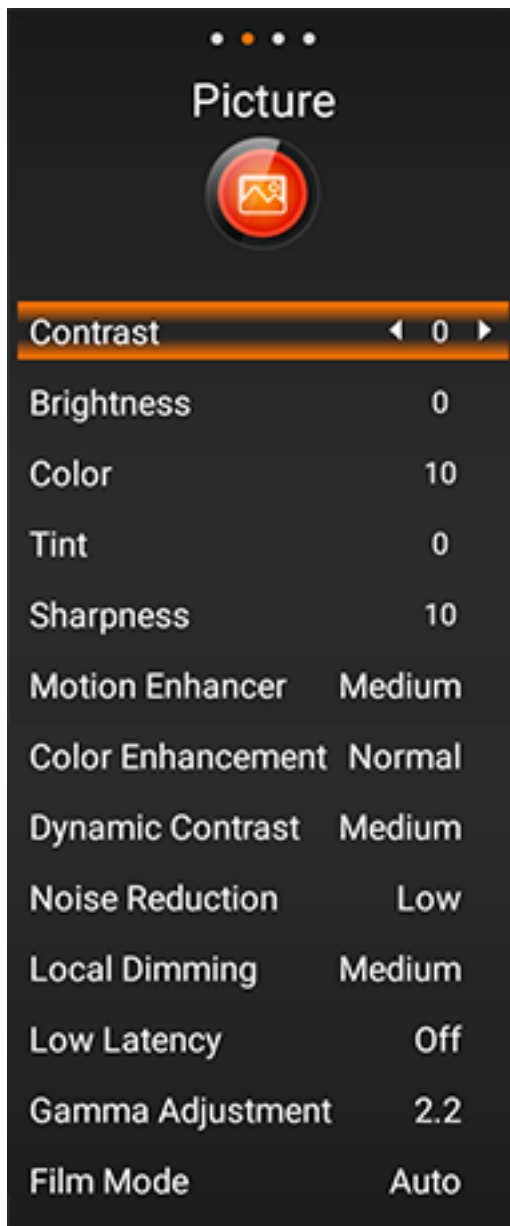 Picture
Contrast 0
Brightness 0
Color 10
Tint 0
Sharpness 10
Motion Enhancer Medium
Color Enhancement Normal
Dynamic Contrast Medium
Noise Reduction Low
Local Dimming Medium
Low Latency Off
Gamma Adjustment 2.2
Film Mode Auto